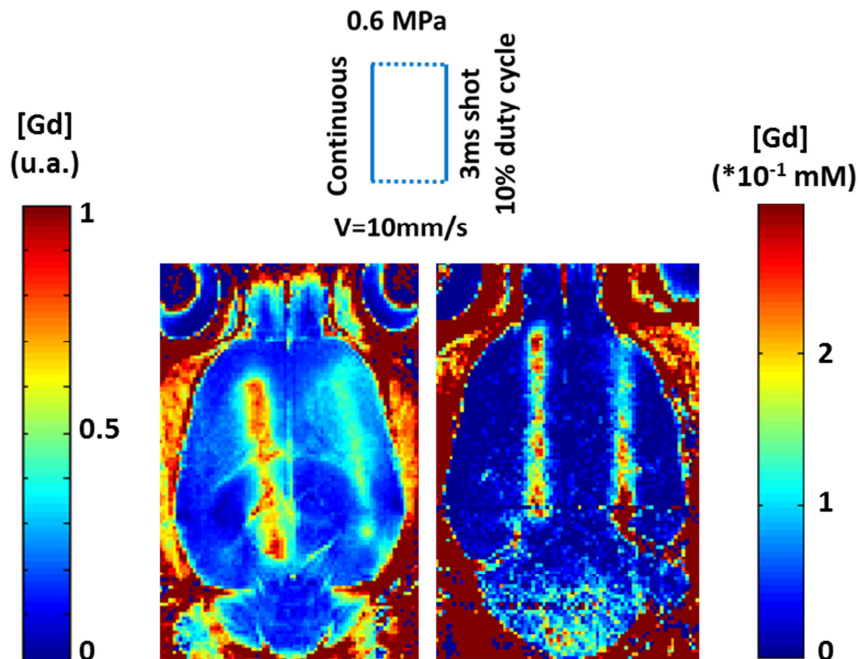 0.6 MPa
Continuous
3ms shot
10% duty cycle
V=10mm/s
[Gd]
(u.a.)
1
0.5
0
[Gd]
(*10⁻¹ mM)
2
1
0